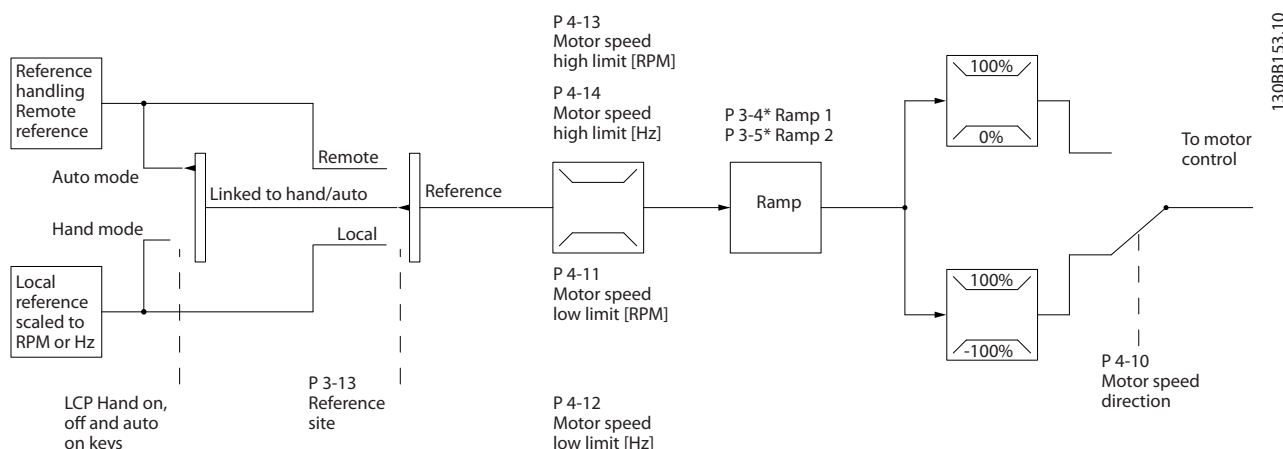 Reference
handling
Remote
reference
Auto mode
Hand mode
Local
reference
scaled to
RPM or Hz
LCP Hand on,
off and auto
on keys
Linked to hand/auto
Remote
Local
P 3-13
Reference
site
Reference
P 4-13
Motor speed
high limit [RPM]
P 4-14
Motor speed
high limit [Hz]
P 4-11
Motor speed
low limit [RPM]
P 4-12
Motor speed
low limit [Hz]
P 3-4* Ramp 1
P 3-5* Ramp 2
Ramp
100%
0%
100%
-100%
To motor
control
P 4-10
Motor speed
direction
130BB153.10